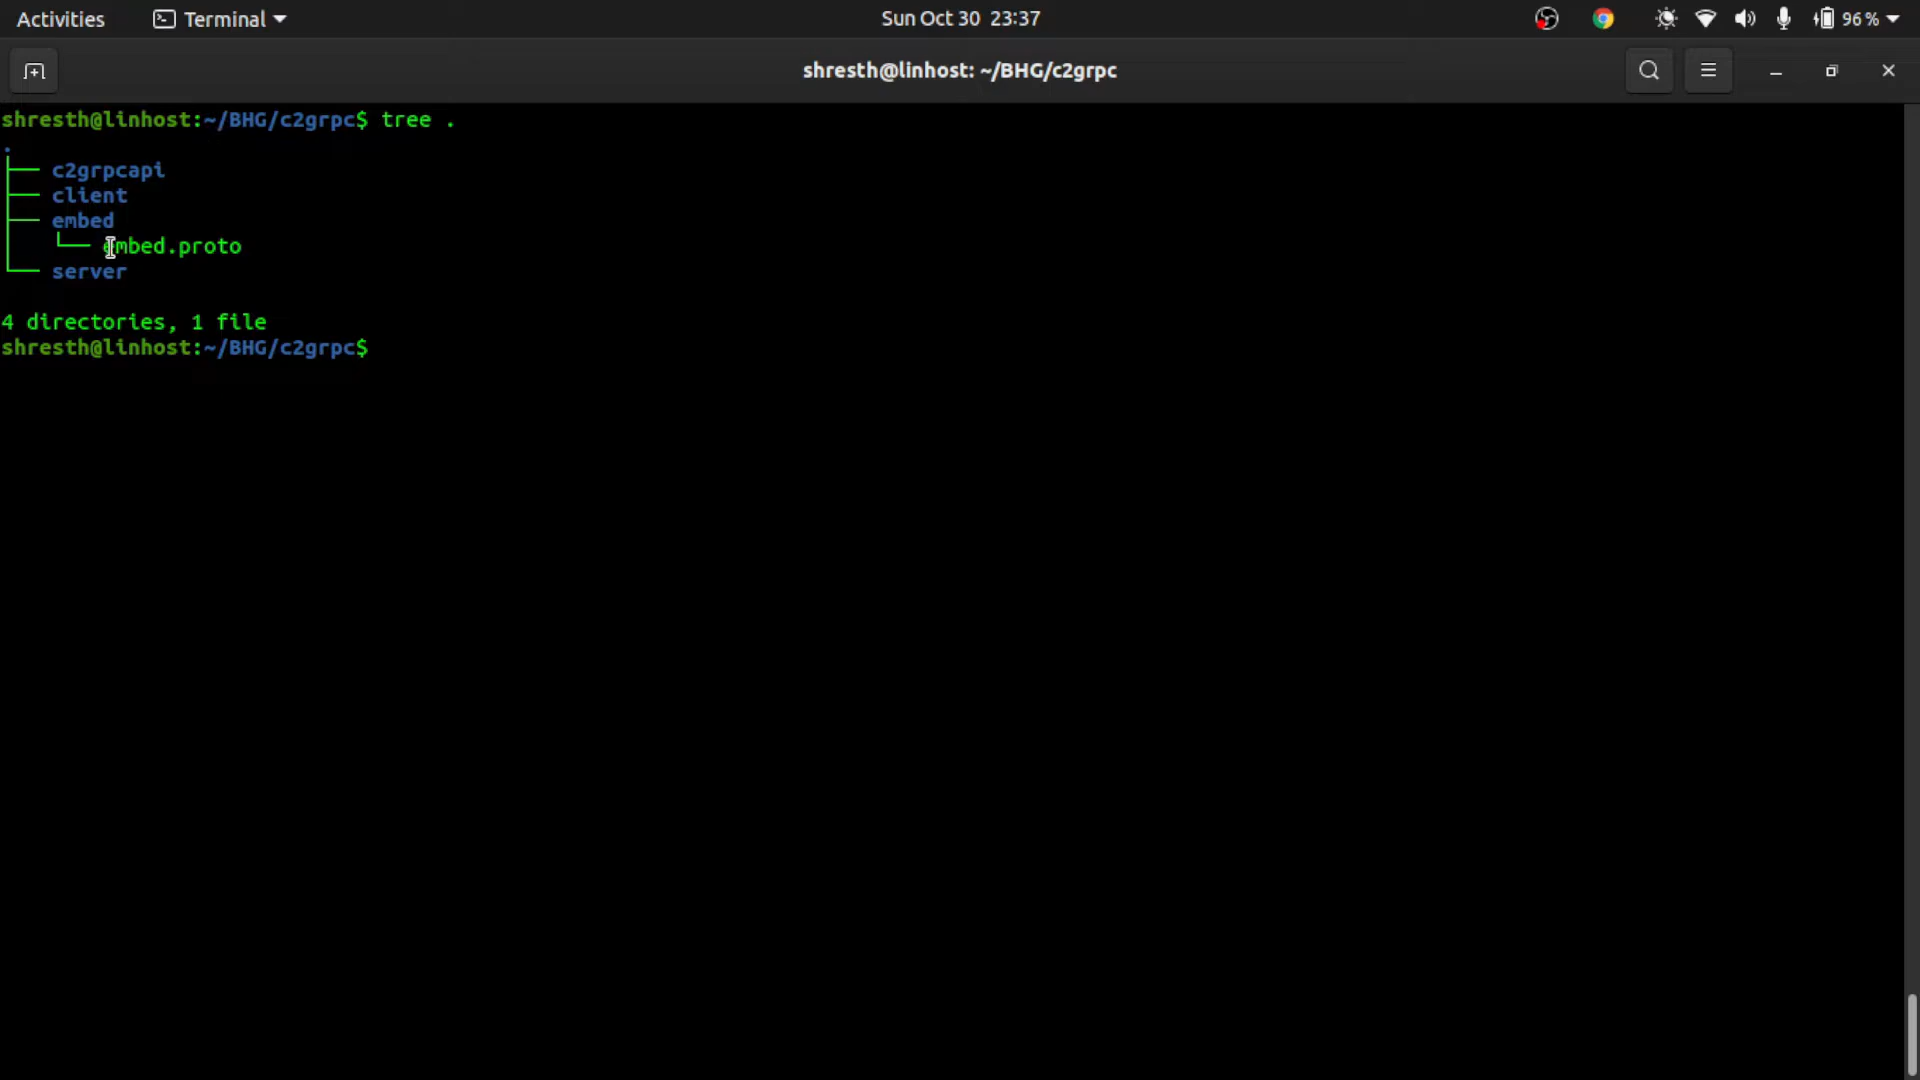 Activities Terminal Sun Oct 30 23:37 96 %
shresth@linhost: ~/BHG/c2grpc
shresth@linhost:~/BHG/c2grpc$ tree .
.
├── c2grpcapi
├── client
├── embed
│   └── embed.proto
└── server
4 directories, 1 file
shresth@linhost:~/BHG/c2grpc$